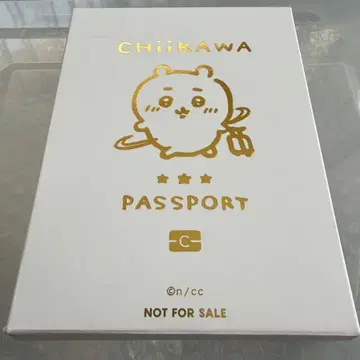 CHiiKAWA
PASSPORT
C
©n/cc
NOT FOR SALE